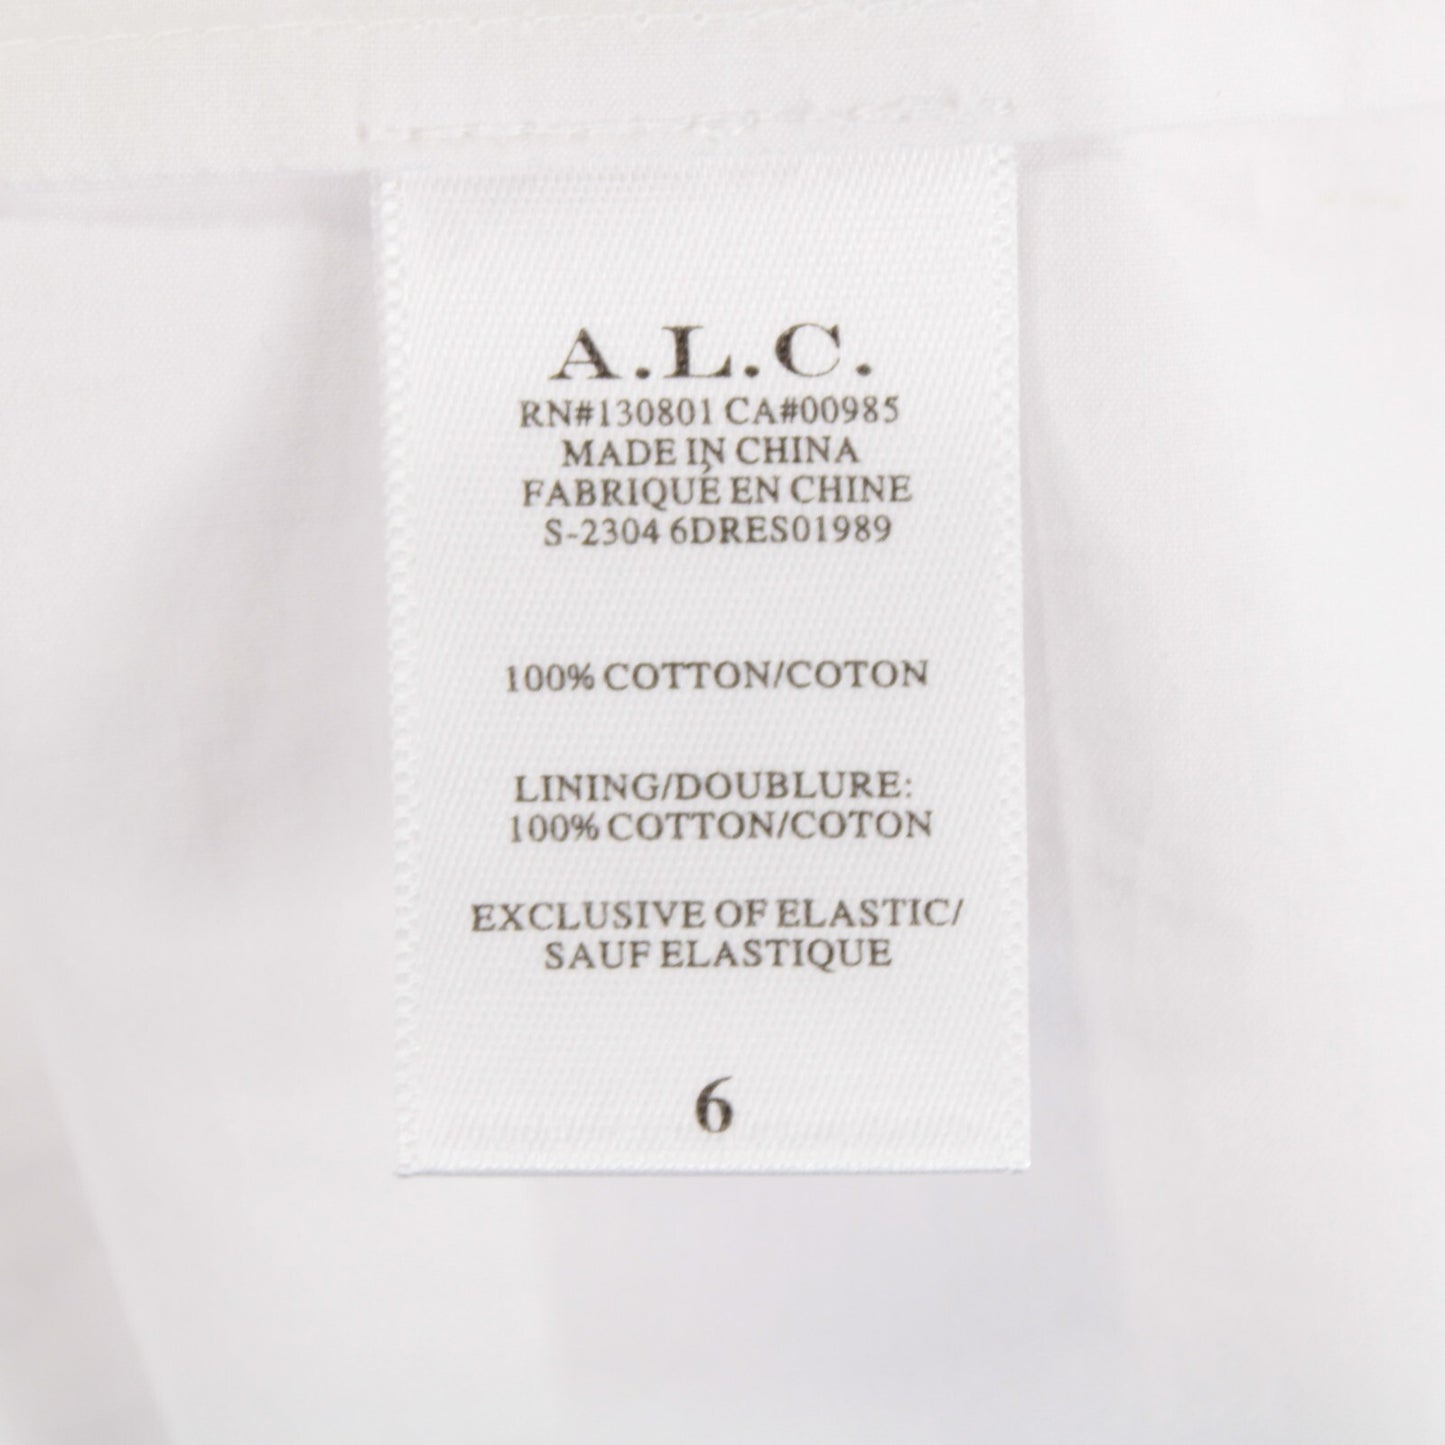 A.L.C.
RN#130801 CA#00985
MADE IN CHINA
FABRIQUÉ EN CHINE
S-2304 6DRES01989
100% COTTON/COTON
LINING/DOUBLURE:
100% COTTON/COTON
EXCLUSIVE OF ELASTIC/
SAUF ELASTIQUE
6